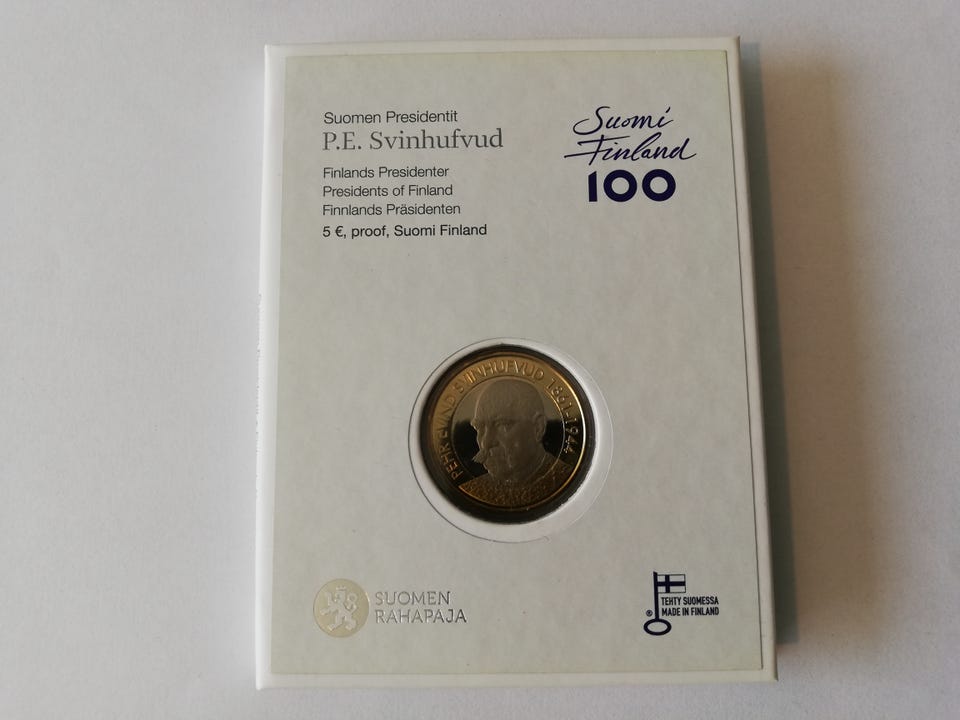 Suomen Presidentit
P.E. Svinhufvud
Finlands Presidenter
Presidents of Finland
Finnlands Präsidenten
5 €, proof, Suomi Finland
Suomi
Finland
100
PEHR EVIND SVINHUFVUD 1861-1944
SUOMEN
RAHAPAJA
® TEHTY SUOMESSA
MADE IN FINLAND